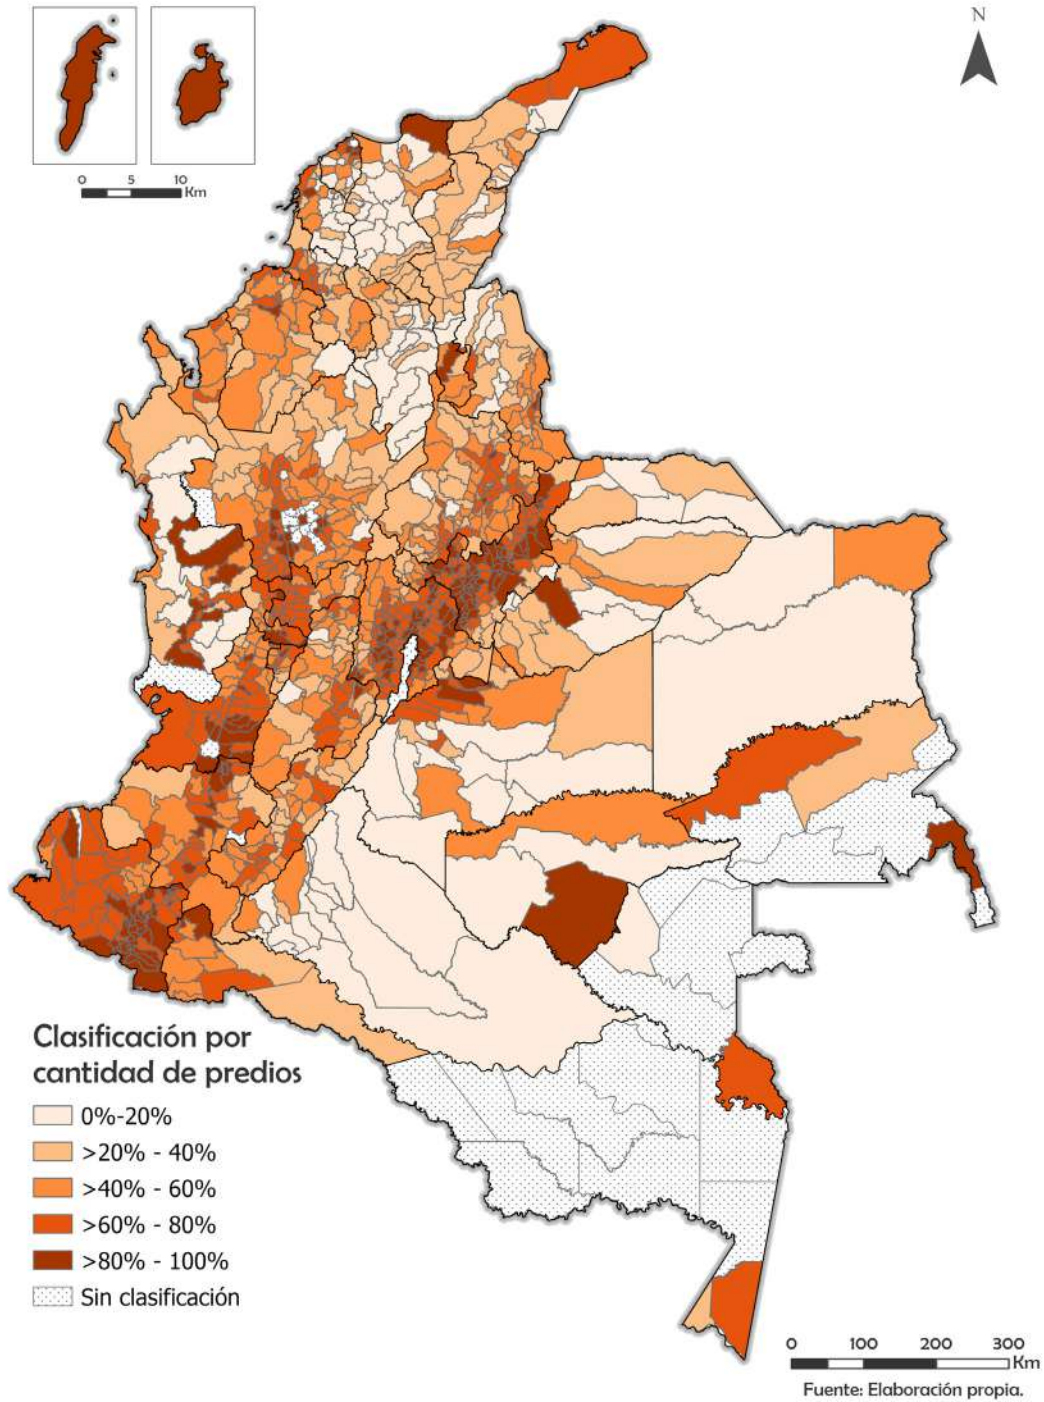 N
0 5 10
Km
Clasificación por
cantidad de predios
0%-20%
>20% - 40%
>40% - 60%
>60% - 80%
>80% - 100%
Sin clasificación
0 100 200 300
Km
Fuente: Elaboración propia.